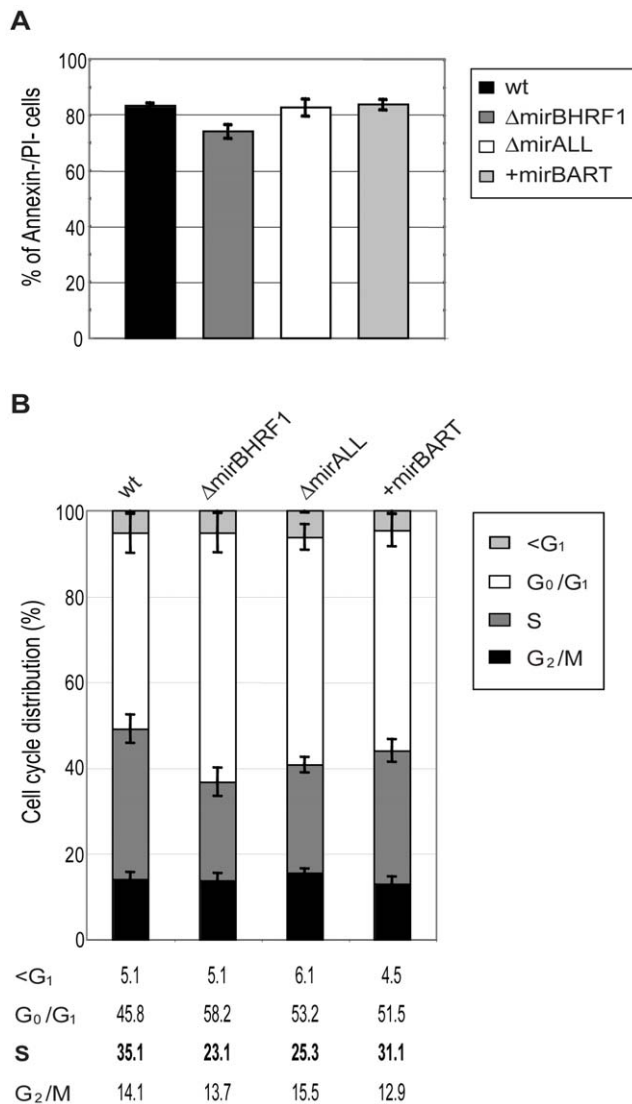 A
100
80
60
40
20
0
% of Annexin-/PI- cells
wt
ΔmirBHRF1
ΔmirALL
+mirBART
B
wt
ΔmirBHRF1
ΔmirALL
+mirBART
100
80
60
40
20
0
Cell cycle distribution (%)
<G1
G0/G1
S
G2/M
<G1 5.1 5.1 6.1 4.5
G0/G1 45.8 58.2 53.2 51.5
S 35.1 23.1 25.3 31.1
G2/M 14.1 13.7 15.5 12.9